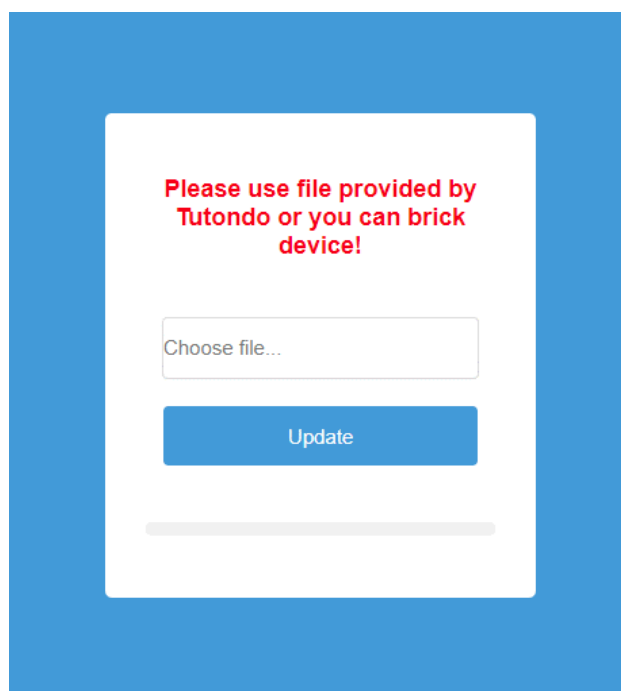 Please use file provided by
Tutondo or you can brick
device!
Choose file...
Update